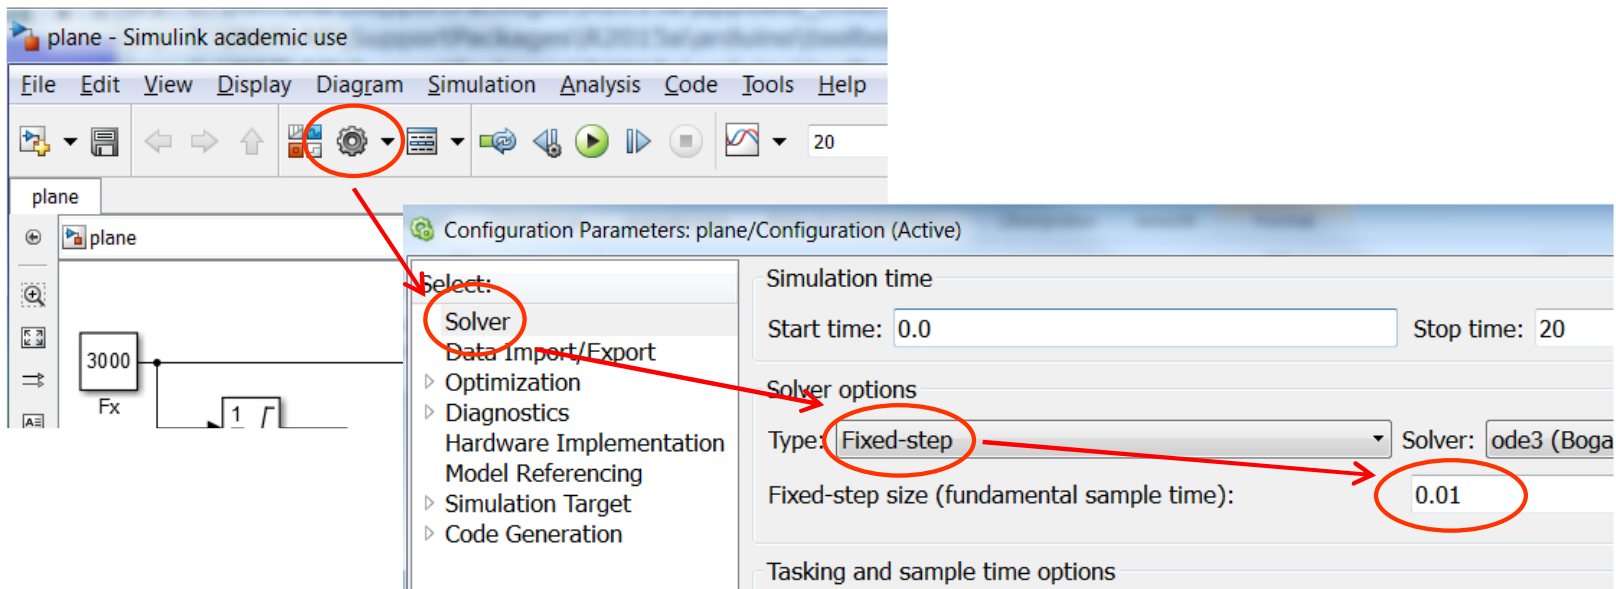 plane - Simulink academic use
File Edit View Display Diagram Simulation Analysis Code Tools Help
20
plane
plane
3000
Fx
1
Configuration Parameters: plane/Configuration (Active)
Select:
Solver
Data Import/Export
Optimization
Diagnostics
Hardware Implementation
Model Referencing
Simulation Target
Code Generation
Simulation time
Start time: 0.0 Stop time: 20
Solver options
Type: Fixed-step Solver: ode3 (Boga
Fixed-step size (fundamental sample time): 0.01
Tasking and sample time options